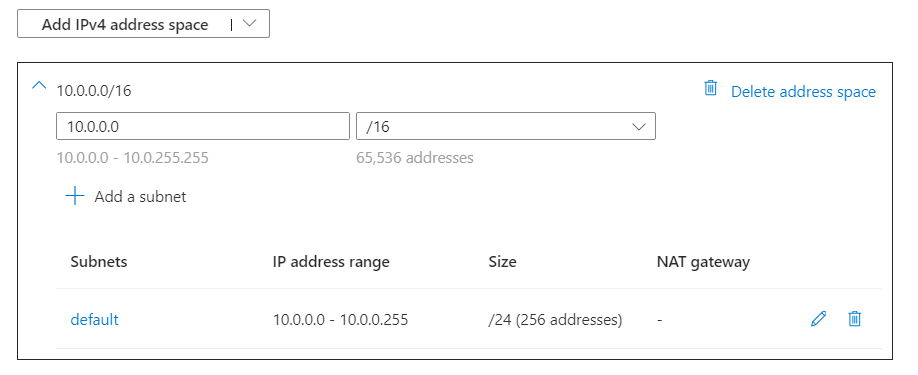 Add IPv4 address space
10.0.0.0/16
Delete address space
10.0.0.0
/16
10.0.0.0 - 10.0.255.255
65,536 addresses
Add a subnet
Subnets IP address range Size NAT gateway
default 10.0.0.0 - 10.0.0.255 /24 (256 addresses) -